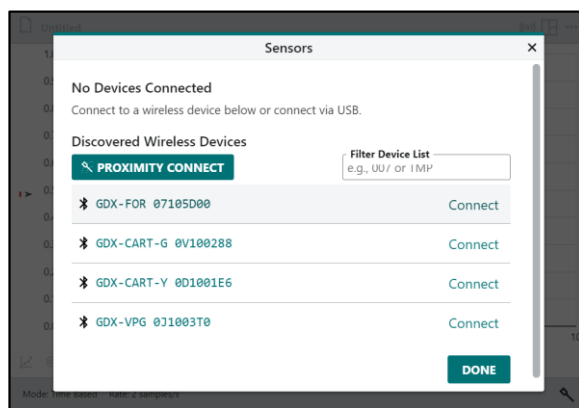 Untitled
Sensors
No Devices Connected
Connect to a wireless device below or connect via USB.
Discovered Wireless Devices
PROXIMITY CONNECT
Filter Device List
e.g., 007 or TMP
GDX-FOR 07105D00 Connect
GDX-CART-G 0V100288 Connect
GDX-CART-Y 0D1001E6 Connect
GDX-VPG 0J1003T0 Connect
DONE
Mode: Time Based Rate: 2 samples/s